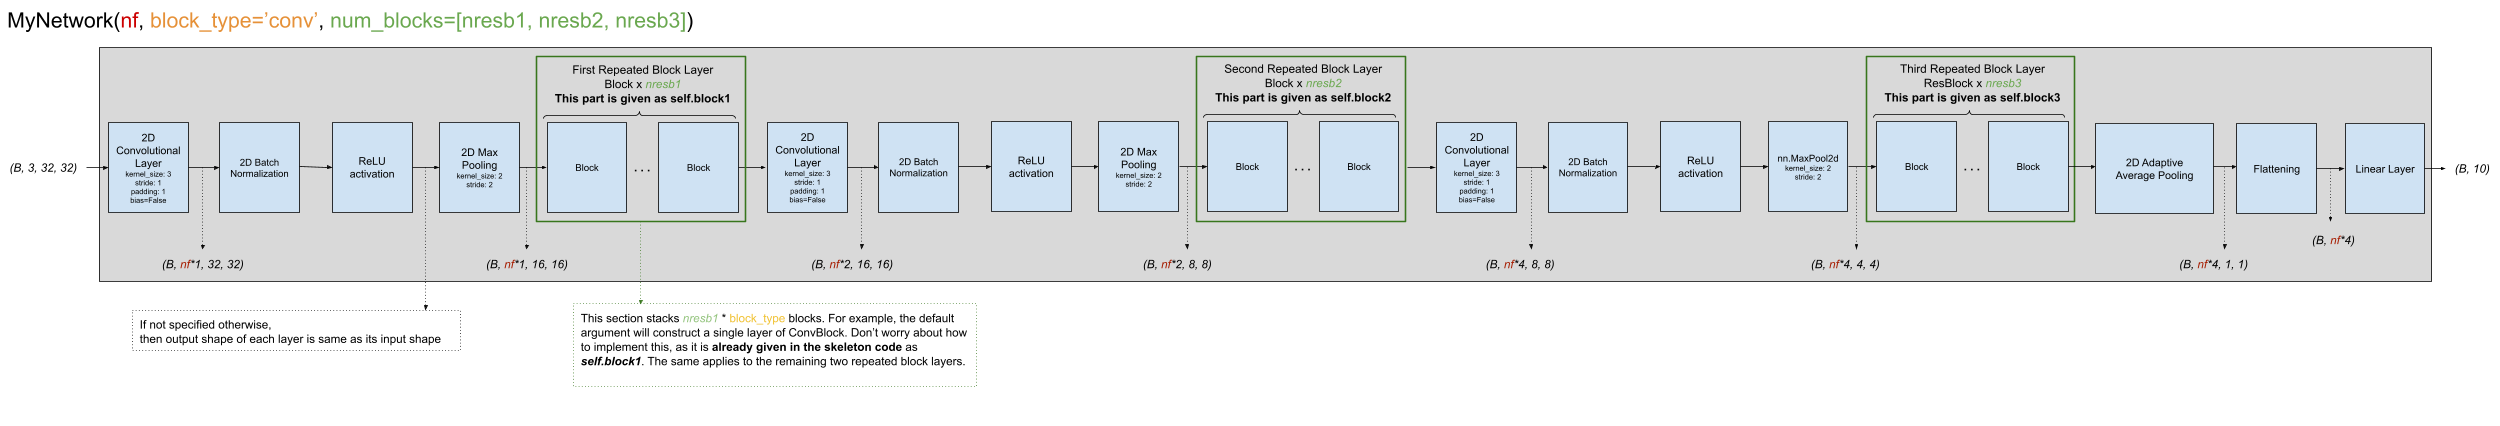 MyNetwork(nf, block_type='conv', num_blocks=[nresb1, nresb2, nresb3])
(B, 3, 32, 32)
2D
Convolutional
Layer
kernel_size: 3
stride: 1
padding: 1
bias=False
2D Batch
Normalization
ReLU
activation
2D Max
Pooling
kernel_size: 2
stride: 2
First Repeated Block Layer
Block x nresb1
This part is given as self.block1
Block
...
Block
2D
Convolutional
Layer
kernel_size: 3
stride: 1
padding: 1
bias=False
2D Batch
Normalization
ReLU
activation
2D Max
Pooling
kernel_size: 2
stride: 2
Second Repeated Block Layer
Block x nresb2
This part is given as self.block2
Block
...
Block
2D
Convolutional
Layer
kernel_size: 3
stride: 1
padding: 1
bias=False
2D Batch
Normalization
ReLU
activation
nn.MaxPool2d
kernel_size: 2
stride: 2
Third Repeated Block Layer
ResBlock x nresb3
This part is given as self.block3
Block
...
Block
2D Adaptive
Average Pooling
Flattening
Linear Layer
(B, 10)
(B, nf*1, 32, 32)
(B, nf*1, 16, 16)
(B, nf*2, 16, 16)
(B, nf*2, 8, 8)
(B, nf*4, 8, 8)
(B, nf*4, 4, 4)
(B, nf*4, 1, 1)
(B, nf*4)
If not specified otherwise,
then output shape of each layer is same as its input shape
This section stacks nresb1 * block_type blocks. For example, the default
argument will construct a single layer of ConvBlock. Don't worry about how
to implement this, as it is already given in the skeleton code as
self.block1. The same applies to the remaining two repeated block layers.